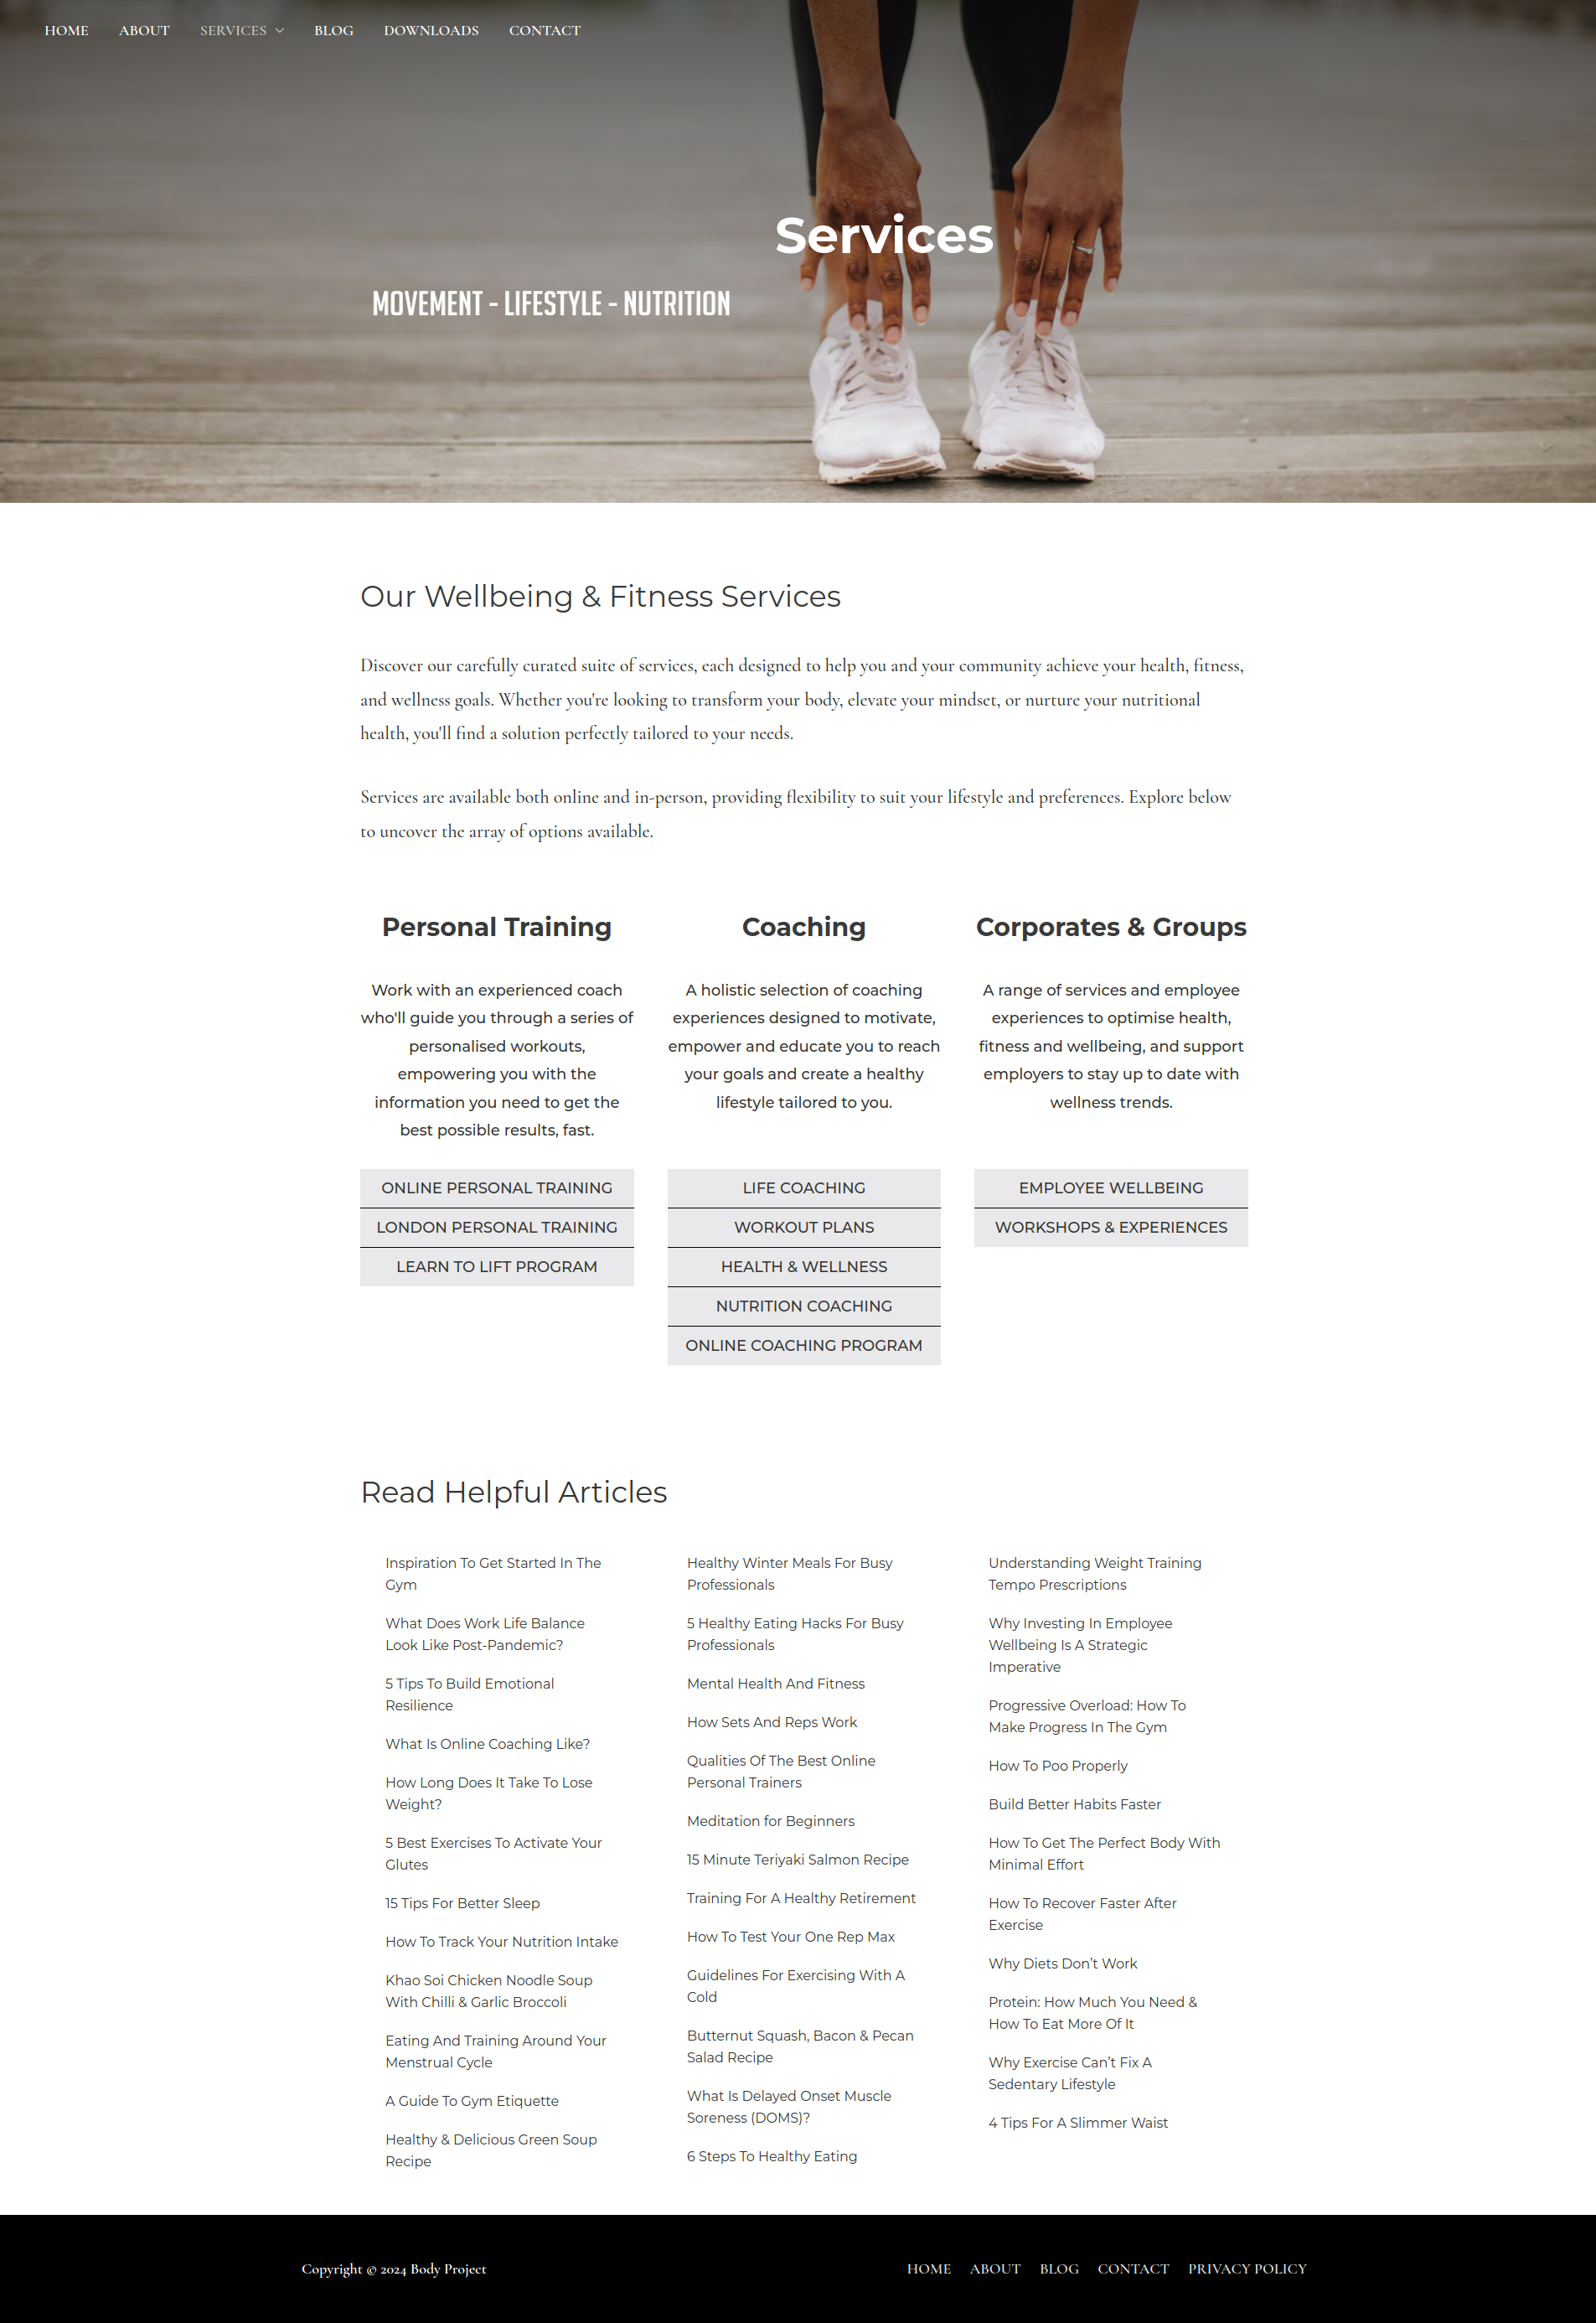 HOME ABOUT SERVICES BLOG DOWNLOADS CONTACT
Services
MOVEMENT - LIFESTYLE - NUTRITION
Our Wellbeing & Fitness Services
Discover our carefully curated suite of services, each designed to help you and your community achieve your health, fitness,
and wellness goals. Whether you're looking to transform your body, elevate your mindset, or nurture your nutritional
health, you'll find a solution perfectly tailored to your needs.
Services are available both online and in-person, providing flexibility to suit your lifestyle and preferences. Explore below
to uncover the array of options available.
Personal Training
Work with an experienced coach
who'll guide you through a series of
personalised workouts,
empowering you with the
information you need to get the
best possible results, fast.
ONLINE PERSONAL TRAINING
LONDON PERSONAL TRAINING
LEARN TO LIFT PROGRAM
Coaching
A holistic selection of coaching
experiences designed to motivate,
empower and educate you to reach
your goals and create a healthy
lifestyle tailored to you.
LIFE COACHING
WORKOUT PLANS
HEALTH & WELLNESS
NUTRITION COACHING
ONLINE COACHING PROGRAM
Corporates & Groups
A range of services and employee
experiences to optimise health,
fitness and wellbeing, and support
employers to stay up to date with
wellness trends.
EMPLOYEE WELLBEING
WORKSHOPS & EXPERIENCES
Read Helpful Articles
Inspiration To Get Started In The
Gym
What Does Work Life Balance
Look Like Post-Pandemic?
5 Tips To Build Emotional
Resilience
What Is Online Coaching Like?
How Long Does It Take To Lose
Weight?
5 Best Exercises To Activate Your
Glutes
15 Tips For Better Sleep
How To Track Your Nutrition Intake
Khao Soi Chicken Noodle Soup
With Chilli & Garlic Broccoli
Eating And Training Around Your
Menstrual Cycle
A Guide To Gym Etiquette
Healthy & Delicious Green Soup
Recipe
Healthy Winter Meals For Busy
Professionals
5 Healthy Eating Hacks For Busy
Professionals
Mental Health And Fitness
How Sets And Reps Work
Qualities Of The Best Online
Personal Trainers
Meditation for Beginners
15 Minute Teriyaki Salmon Recipe
Training For A Healthy Retirement
How To Test Your One Rep Max
Guidelines For Exercising With A
Cold
Butternut Squash, Bacon & Pecan
Salad Recipe
What Is Delayed Onset Muscle
Soreness (DOMS)?
6 Steps To Healthy Eating
Understanding Weight Training
Tempo Prescriptions
Why Investing In Employee
Wellbeing Is A Strategic
Imperative
Progressive Overload: How To
Make Progress In The Gym
How To Poo Properly
Build Better Habits Faster
How To Get The Perfect Body With
Minimal Effort
How To Recover Faster After
Exercise
Why Diets Don’t Work
Protein: How Much You Need &
How To Eat More Of It
Why Exercise Can’t Fix A
Sedentary Lifestyle
4 Tips For A Slimmer Waist
Copyright © 2024 Body Project
HOME ABOUT BLOG CONTACT PRIVACY POLICY